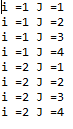 i =1 J =1
i =1 J =2
i =1 J =3
i =1 J =4
i =2 J =1
i =2 J =2
i =2 J =3
i =2 J =4